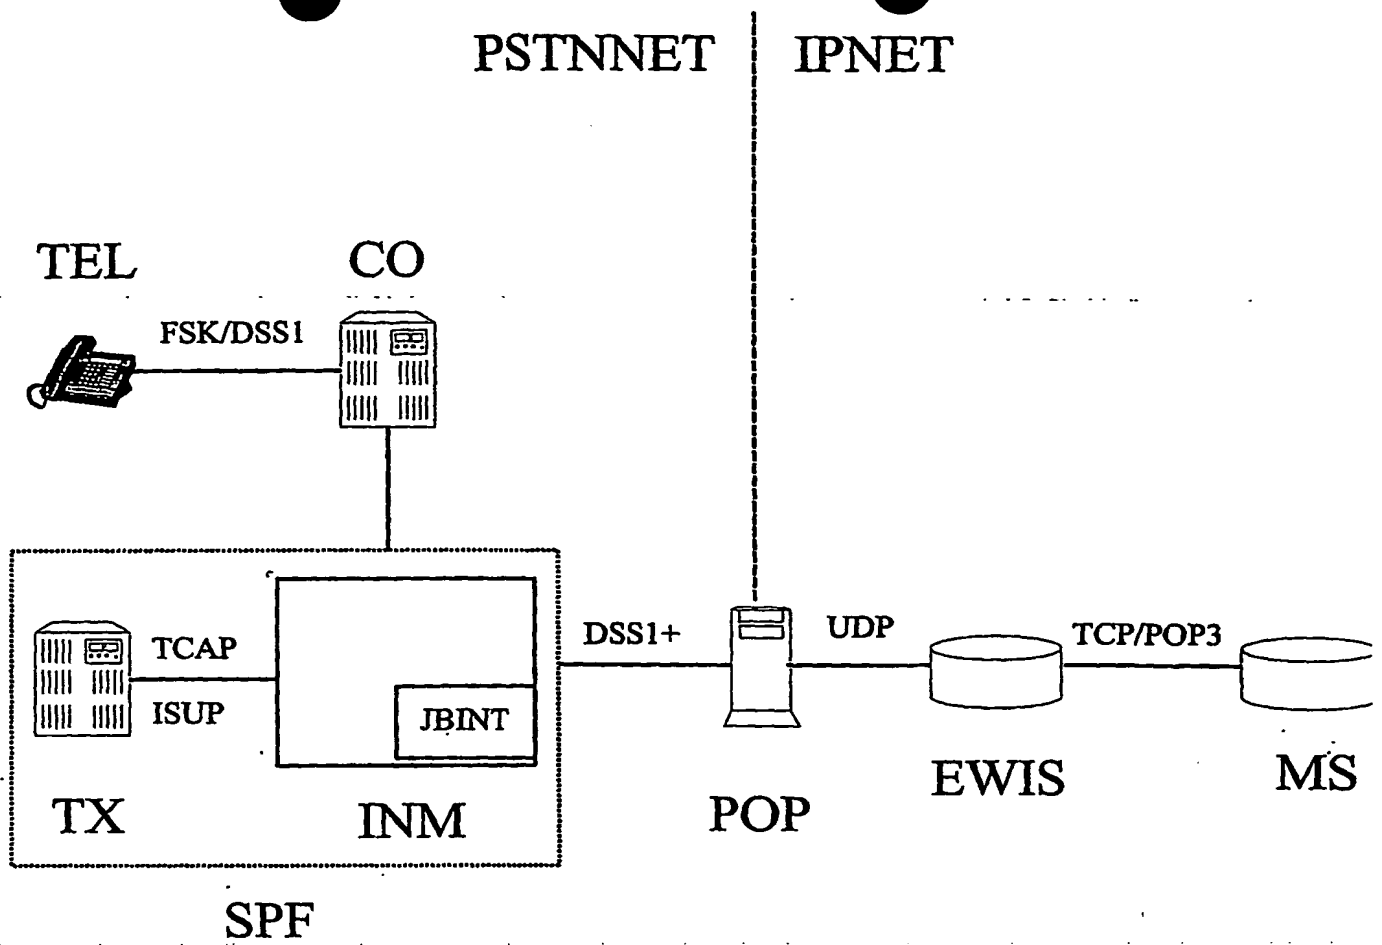 PSTNNET IPNET
TEL CO
FSK/DSS1
DSS1+ UDP TCP/POP3
TCAP
ISUP JBINT
EWIS MS
TX INM POP
SPF